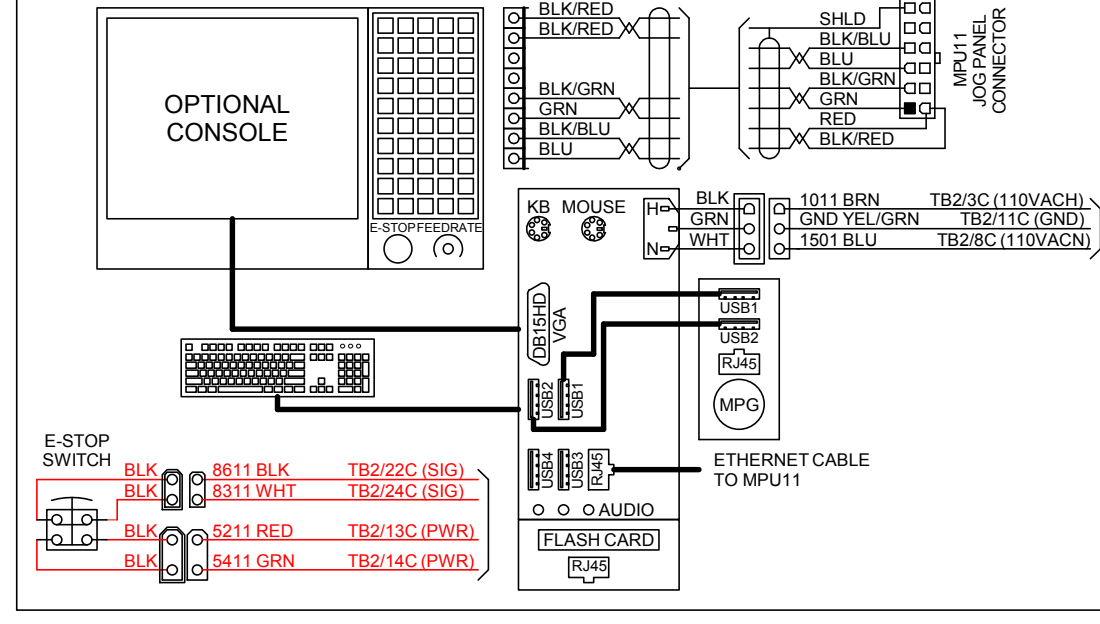 OPTIONAL
CONSOLE
E-STOP FEEDRATE
BLK/RED
BLK/RED
BLK/GRN
GRN
BLK/BLU
BLU
SHLD
BLK/BLU
BLU
BLK/GRN
GRN
RED
BLK/RED
MPU11
JOG PANEL
CONNECTOR
KB MOUSE
H
N
BLK
GRN
WHT
1011 BRN TB2/3C (110VACH)
GND YEL/GRN TB2/11C (GND)
1501 BLU TB2/8C (110VACN)
DB15HD
VGA
USB2
USB1
USB1
USB2
RJ45
MPG
USB4
USB3
RJ45
ETHERNET CABLE
TO MPU11
AUDIO
FLASH CARD
RJ45
E-STOP
SWITCH
BLK 8611 BLK TB2/22C (SIG)
BLK 8311 WHT TB2/24C (SIG)
BLK 5211 RED TB2/13C (PWR)
BLK 5411 GRN TB2/14C (PWR)